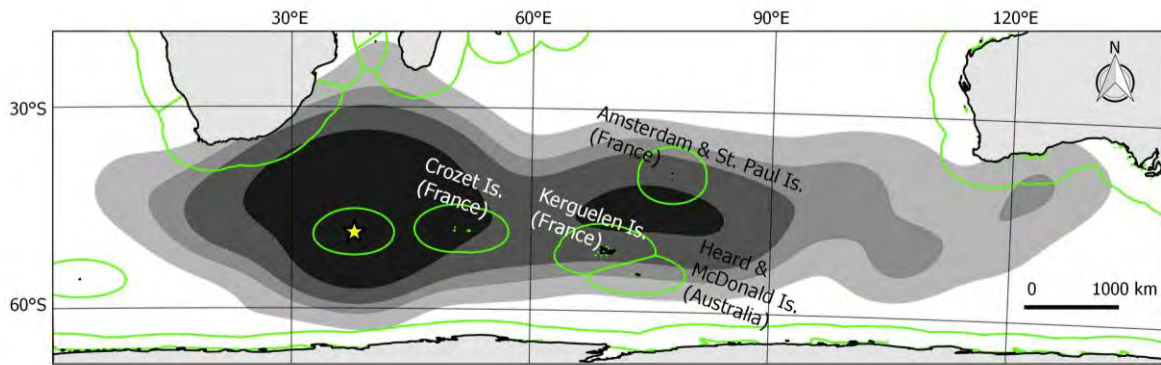 30°E
60°E
90°E
120°E
N
30°S
Amsterdam & St. Paul Is.
(France)
Crozet Is.
(France)
Kerguelen Is.
(France)
Heard &
McDonald Is.
(Australia)
0 1000 km
60°S